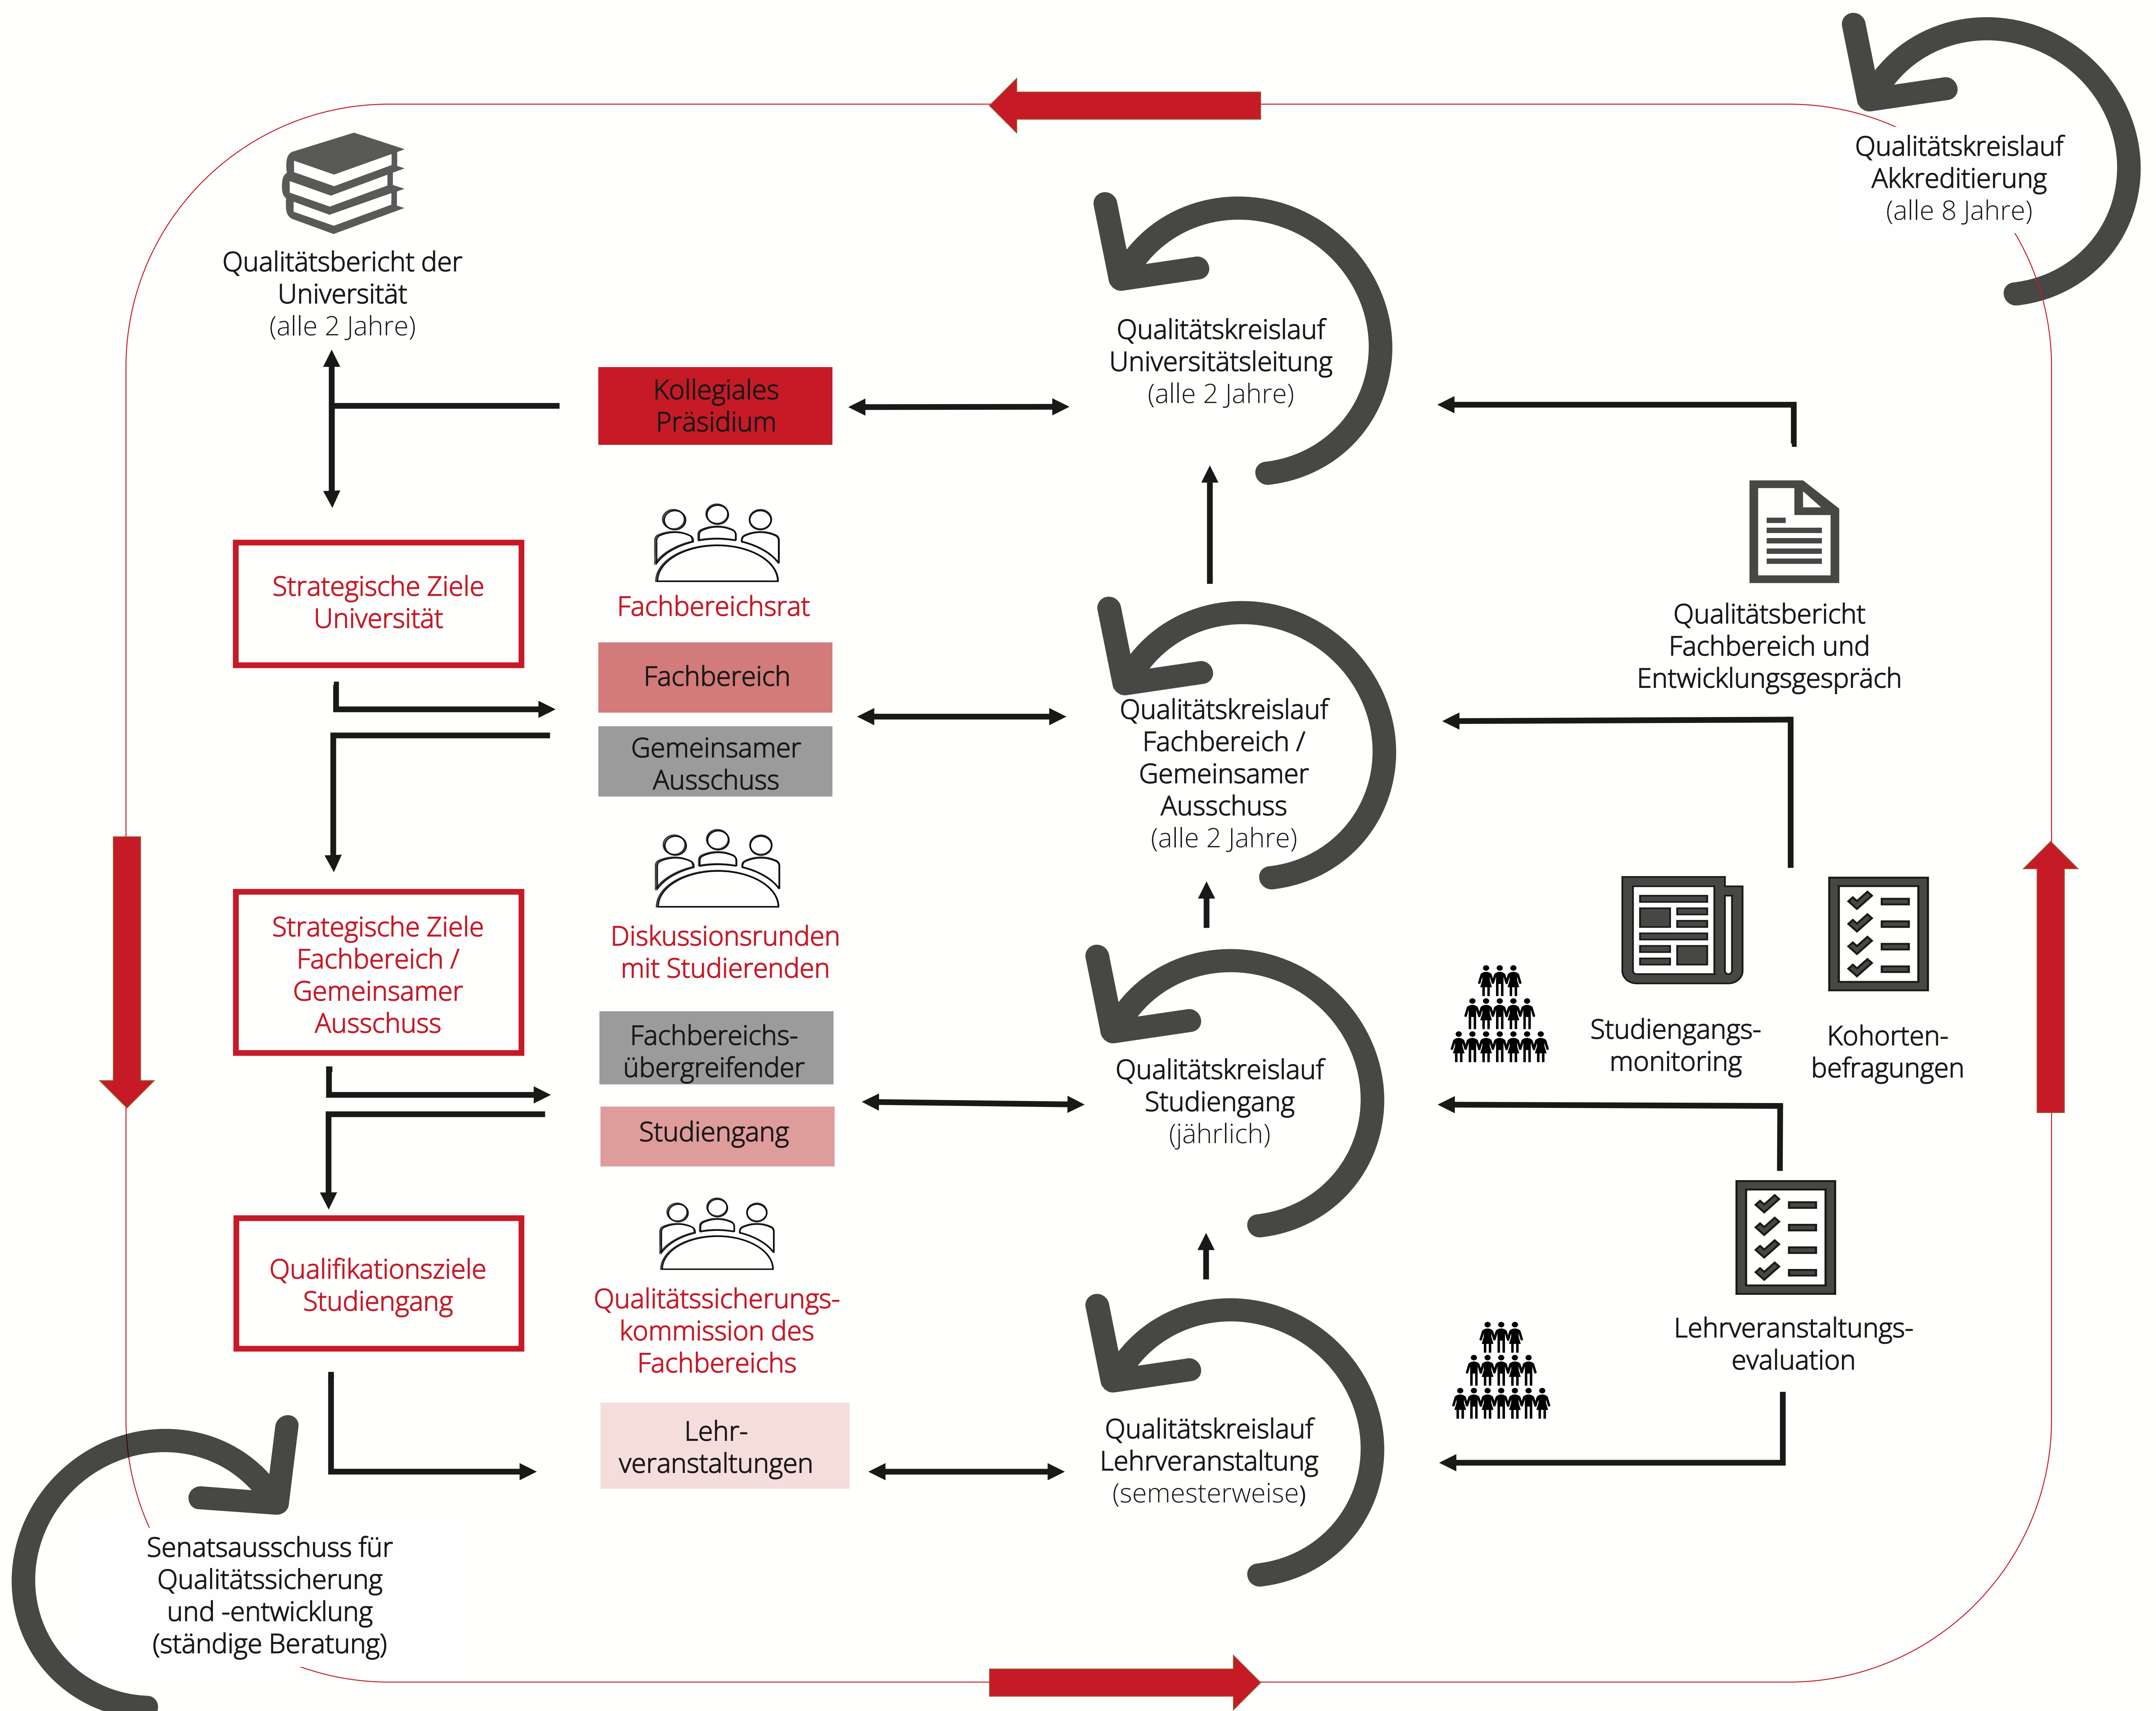 Qualitätskreislauf
Akkreditierung
(alle 8 Jahre)
Qualitätsbericht der
Universität
(alle 2 Jahre)
Qualitätskreislauf
Universitätsleitung
(alle 2 Jahre)
Kollegiales
Präsidium
Strategische Ziele
Universität
Fachbereichsrat
Fachbereich
Gemeinsamer
Ausschuss
Qualitätskreislauf
Fachbereich /
Gemeinsamer
Ausschuss
(alle 2 Jahre)
Qualitätsbericht
Fachbereich und
Entwicklungsgespräch
Strategische Ziele
Fachbereich /
Gemeinsamer
Ausschuss
Diskussionsrunden
mit Studierenden
Fachbereichs-
übergreifender
Studiengang
Qualitätskreislauf
Studiengang
(jährlich)
Studiengangs-
monitoring
Kohorten-
befragungen
Qualifikationsziele
Studiengang
Qualitätssicherungs-
kommission des
Fachbereichs
Lehr-
veranstaltungen
Qualitätskreislauf
Lehrveranstaltung
(semesterweise)
Lehrveranstaltungs-
evaluation
Senatsausschuss für
Qualitätssicherung
und -entwicklung
(ständige Beratung)